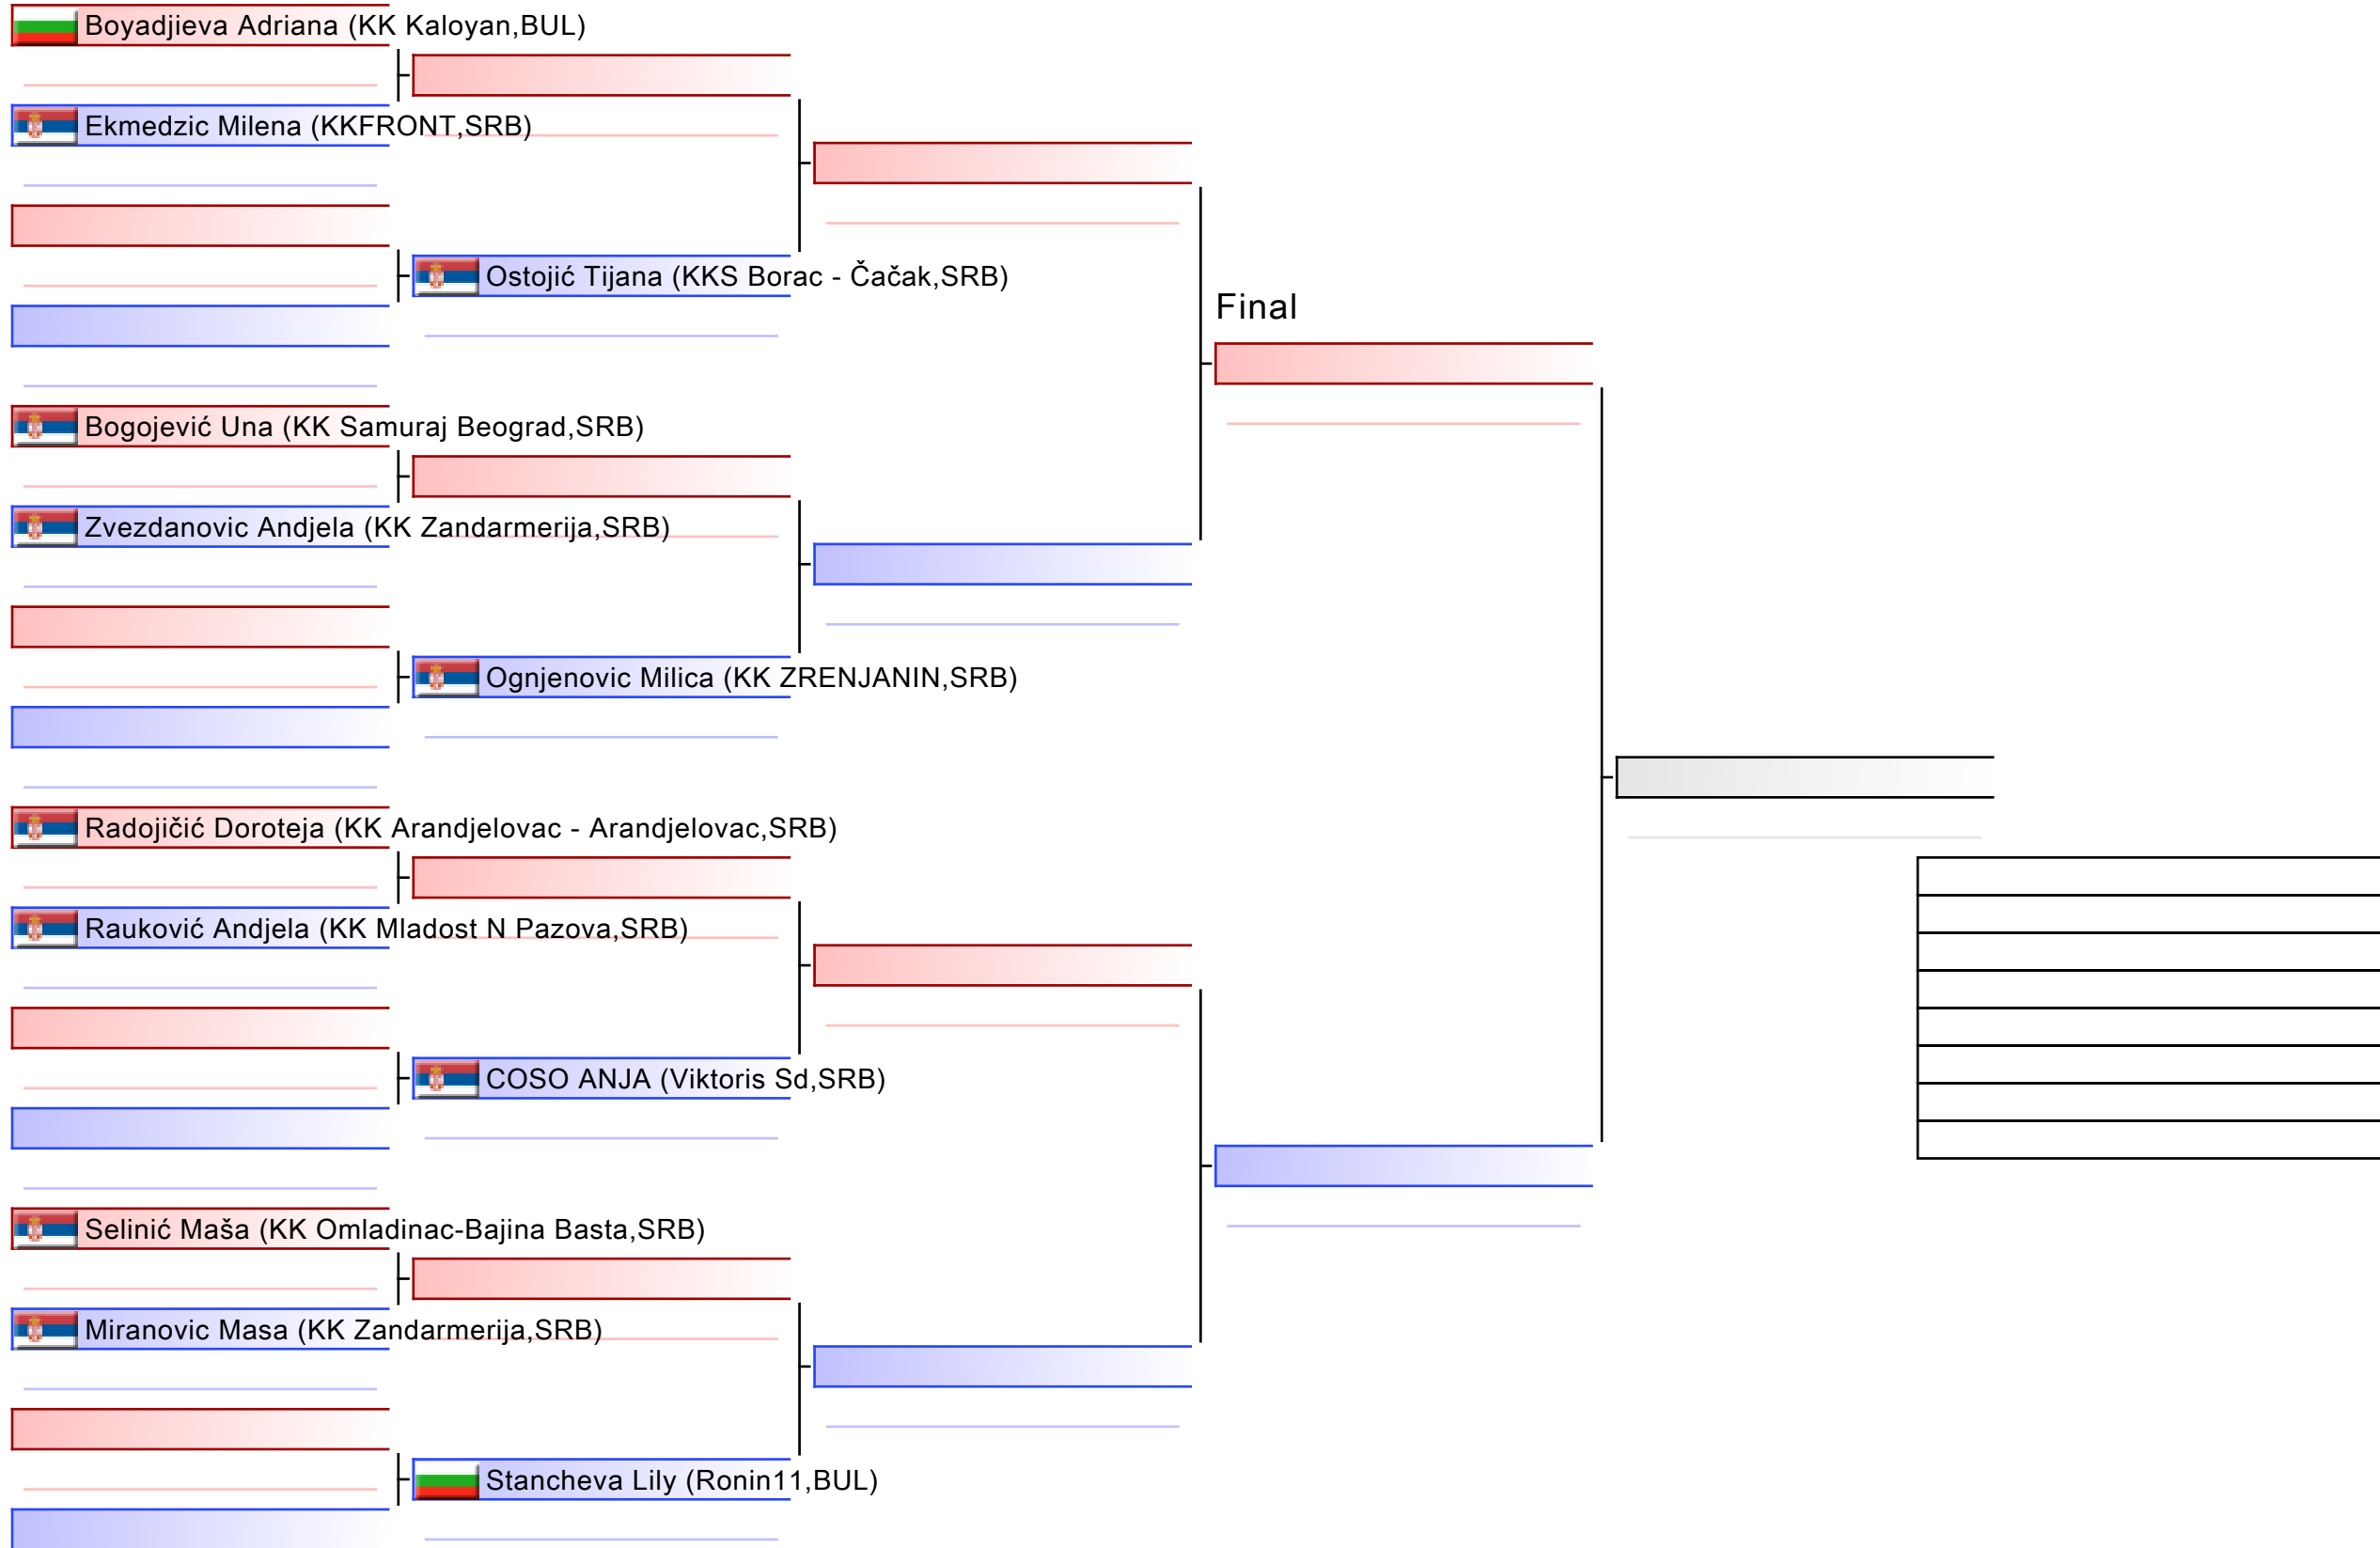 Boyadjieva Adriana (KK Kaloyan,BUL)
Ekmedzic Milena (KKFRONT,SRB)
Ostojić Tijana (KKS Borac - Čačak,SRB)
Final
Bogojević Una (KK Samuraj Beograd,SRB)
Zvezdanovic Andjela (KK Zandarmerija,SRB)
Ognjenovic Milica (KK ZRENJANIN,SRB)
Radojičić Doroteja (KK Arandjelovac - Arandjelovac,SRB)
Rauković Andjela (KK Mladost N Pazova,SRB)
COSO ANJA (Viktoris Sd,SRB)
Selinić Maša (KK Omladinac-Bajina Basta,SRB)
Miranovic Masa (KK Zandarmerija,SRB)
Stancheva Lily (Ronin11,BUL)